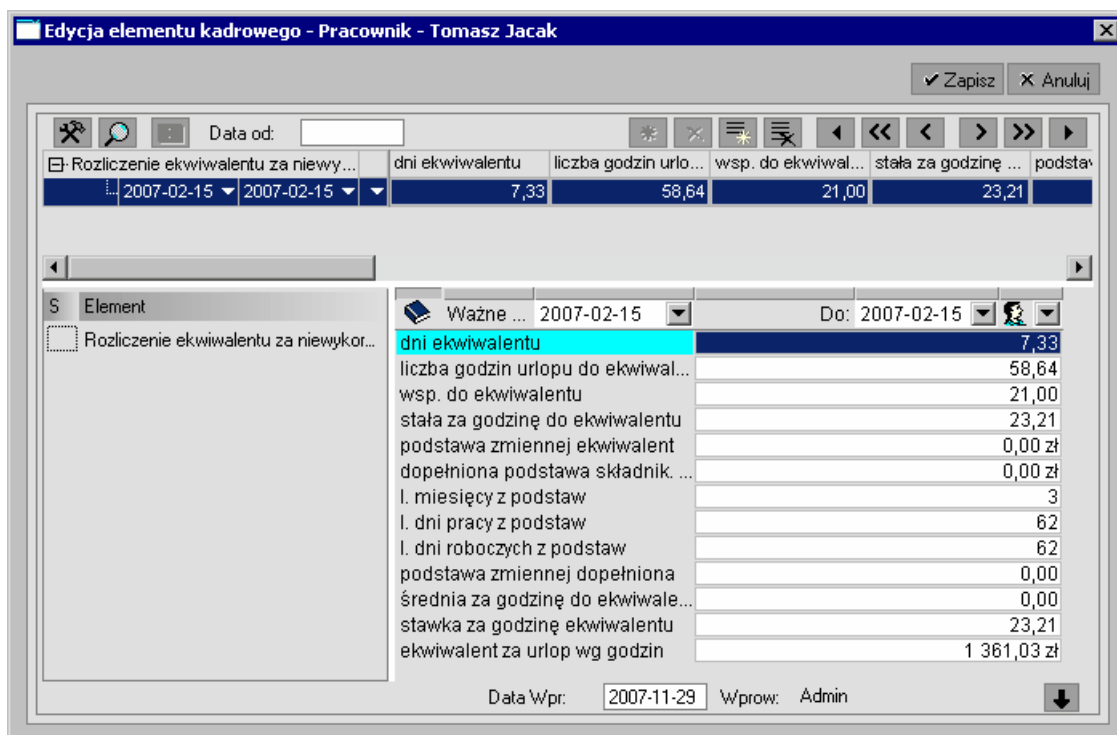 Edycja elementu kadrowego - Pracownik - Tomasz Jacak
Zapisz Anuluj
Data od:
Rozliczenie ekwiwalentu za niewy... dni ekwiwalentu liczba godzin urlo... wsp. do ekwiwal... stała za godzinę ... podstaw
2007-02-15 2007-02-15 7,33 58,64 21,00 23,21
S Element
Rozliczenie ekwiwalentu za niewykor...
Ważne ... 2007-02-15 Do: 2007-02-15
dni ekwiwalentu 7,33
liczba godzin urlopu do ekwiwal... 58,64
wsp. do ekwiwalentu 21,00
stała za godzinę do ekwiwalentu 23,21
podstawa zmiennej ekwiwalent 0,00 zł
dopełniona podstawa składnik. ... 0,00 zł
l. miesięcy z podstaw 3
l. dni pracy z podstaw 62
l. dni roboczych z podstaw 62
podstawa zmiennej dopełniona 0,00
średnia za godzinę do ekwiwale... 0,00
stawka za godzinę ekwiwalentu 23,21
ekwiwalent za urlop wg godzin 1 361,03 zł
Data Wpr: 2007-11-29 Wprow: Admin